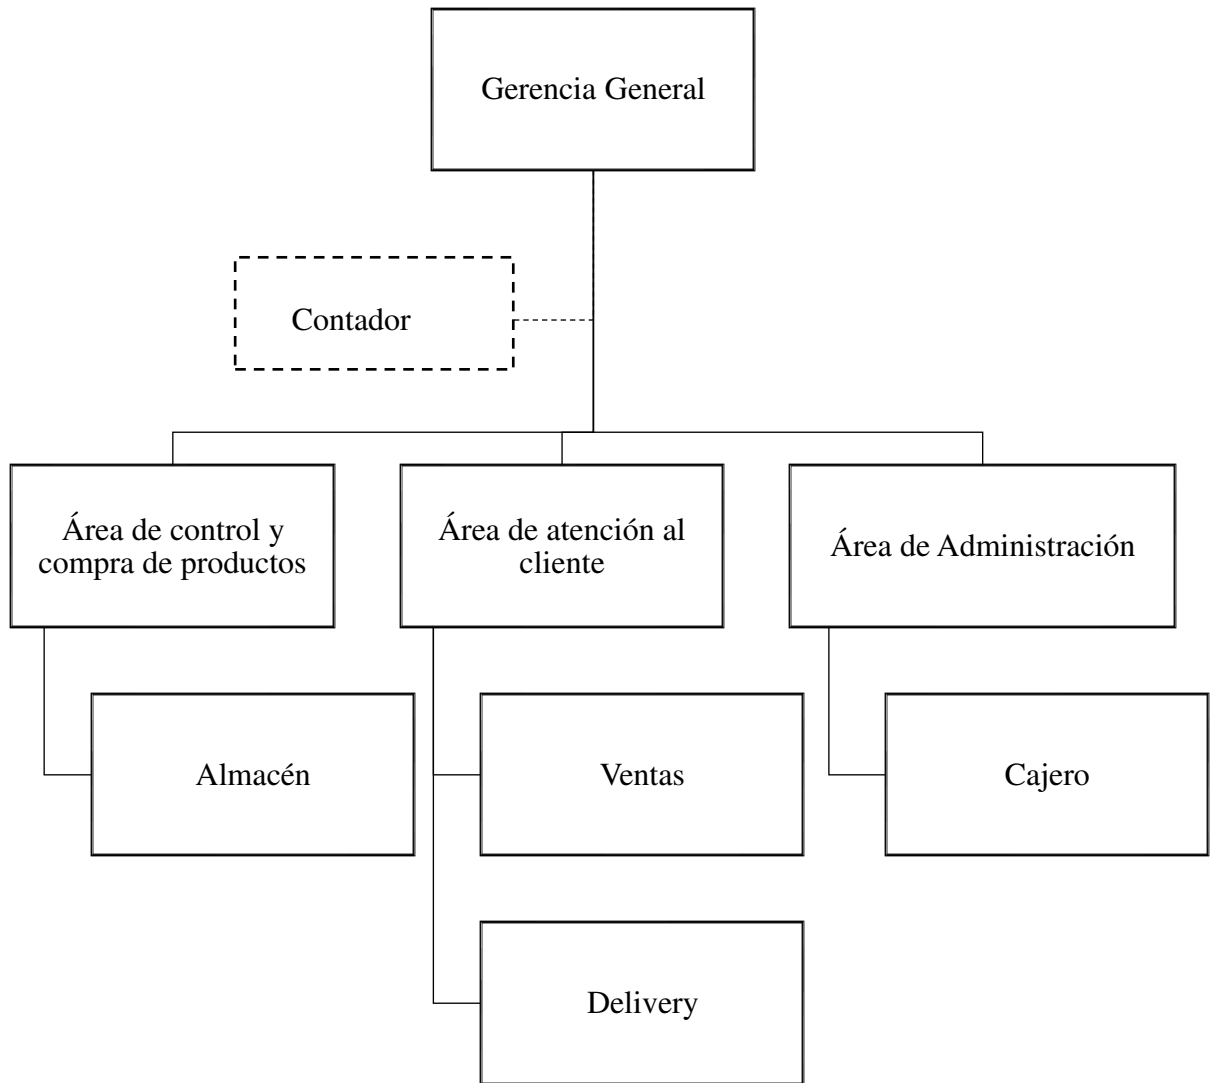 Gerencia General
Contador
Área de control y
compra de productos
Área de atención al
cliente
Área de Administración
Almacén
Ventas
Cajero
Delivery